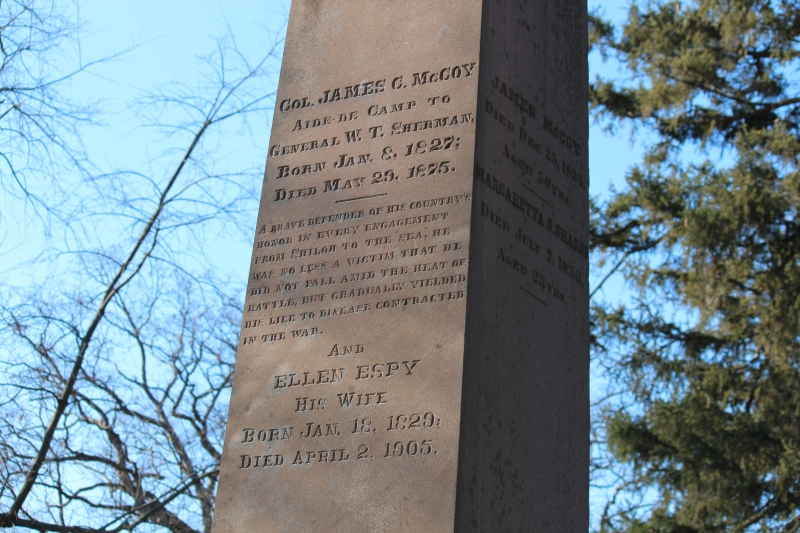 COL. JAMES C. McCOY
AIDE-DE CAMP TO
GENERAL W. T. SHERMAN.
BORN JAN. 8. 1827;
DIED MAY 29. 1875.
A BRAVE DEFENDER OF HIS COUNTRY'S
HONOR IN EVERY ENGAGEMENT
FROM SHILOH TO THE "SEA," HE
WAS NO LESS A VICTIM THAT HE
DID NOT FALL AMID THE HEAT OF
BATTLE, BUT GRADUALLY YIELDED
HIS LIFE TO DISEASE CONTRACTED
IN THE WAR.
AND
ELLEN ESPY
HIS WIFE
BORN JAN. 18. 1829;
DIED APRIL 2. 1905.
JAMES McCOY
DIED DEC. 25,
AGED
MARGARETTA
DIED JULY 7.
AGED 23 YRS.